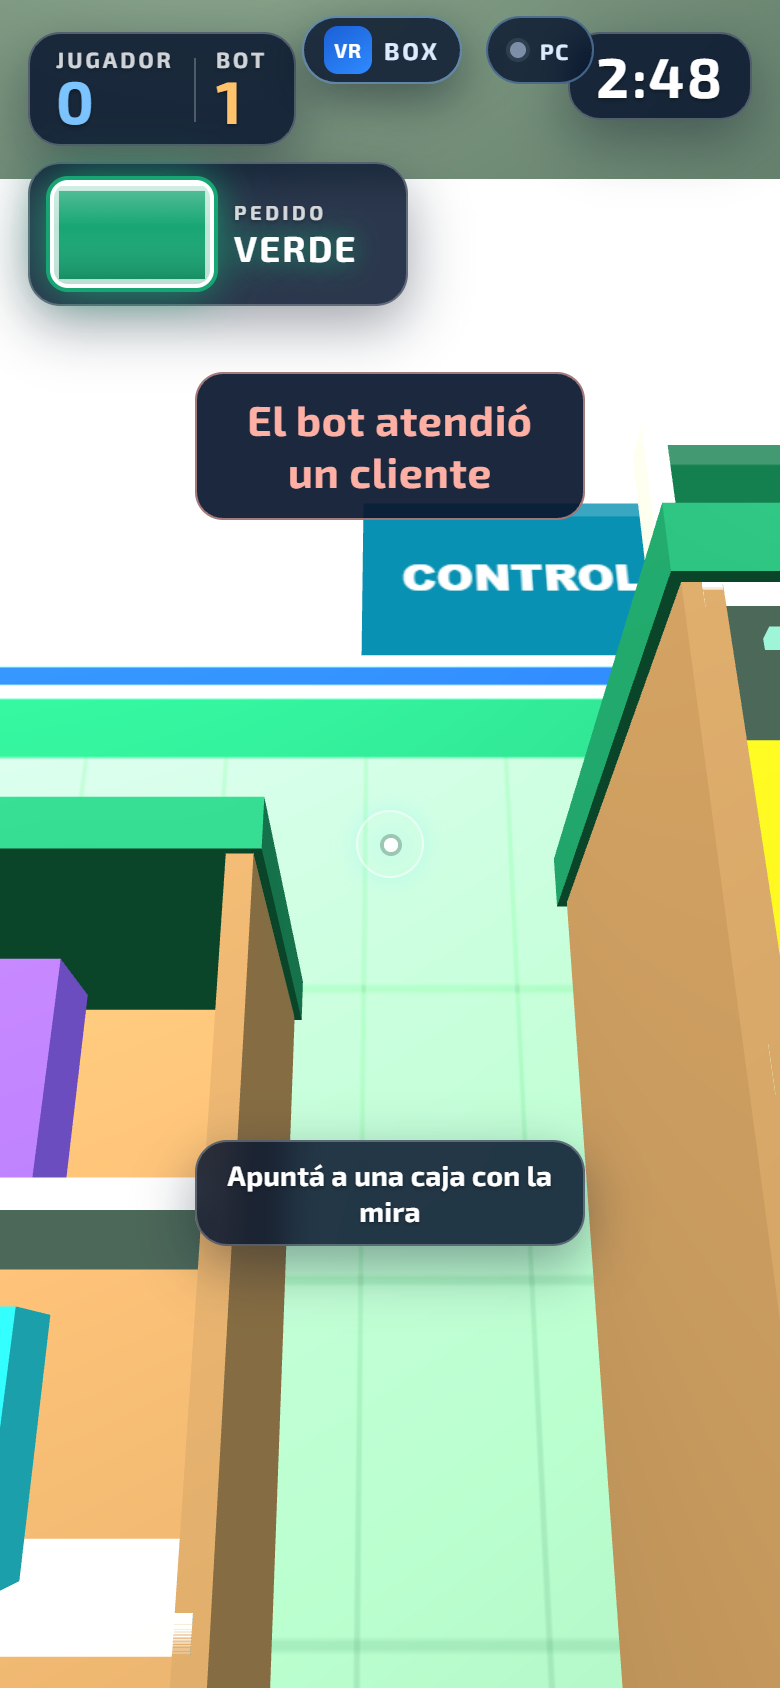 JUGADOR
0
BOT
1
VR BOX
PC
2:48
PEDIDO
VERDE
El bot atendió
un cliente
CONTROL
Apuntá a una caja con la
mira